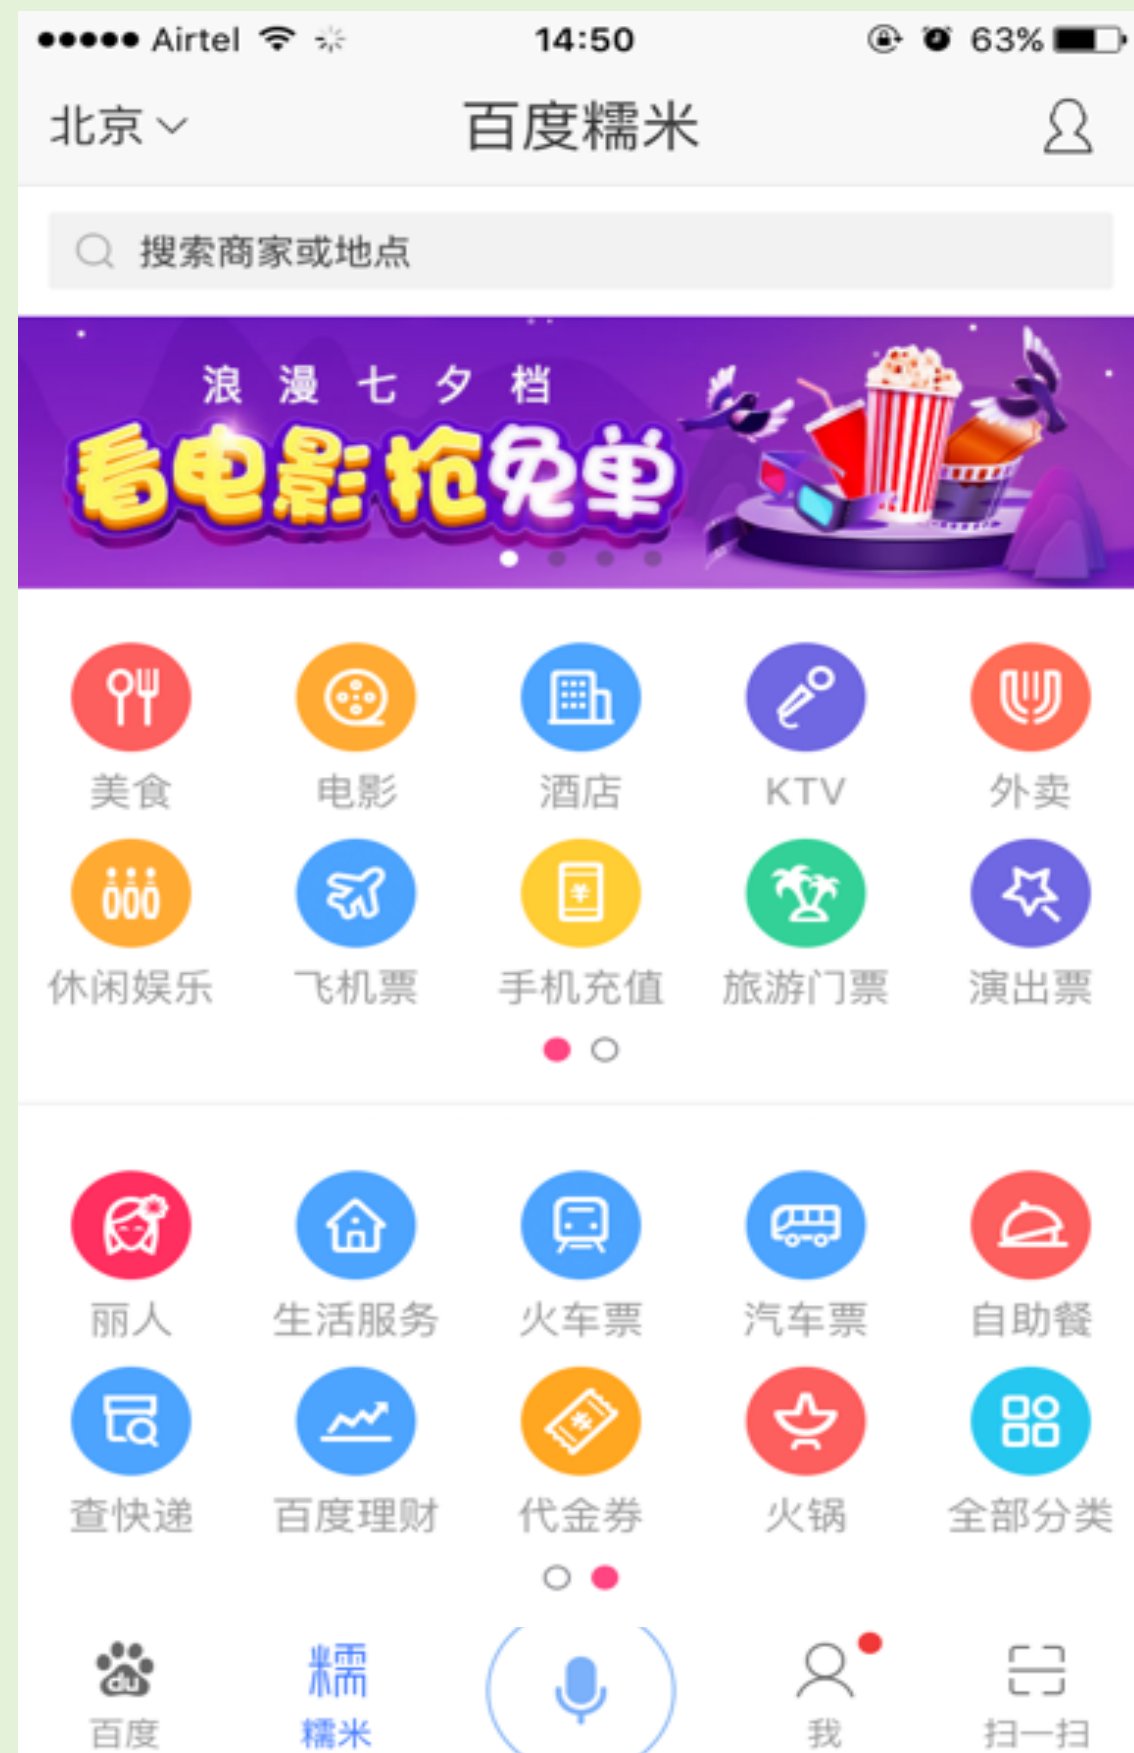 Airtel 14:50 63%
北京 百度糯米
搜索商家或地点
浪漫七夕档
看电影抢免单
美食 电影 酒店 KTV 外卖
休闲娱乐 飞机票 手机充值 旅游门票 演出票
丽人 生活服务 火车票 汽车票 自助餐
查快递 百度理财 代金券 火锅 全部分类
du 糯
百度 糯米 我 扫一扫